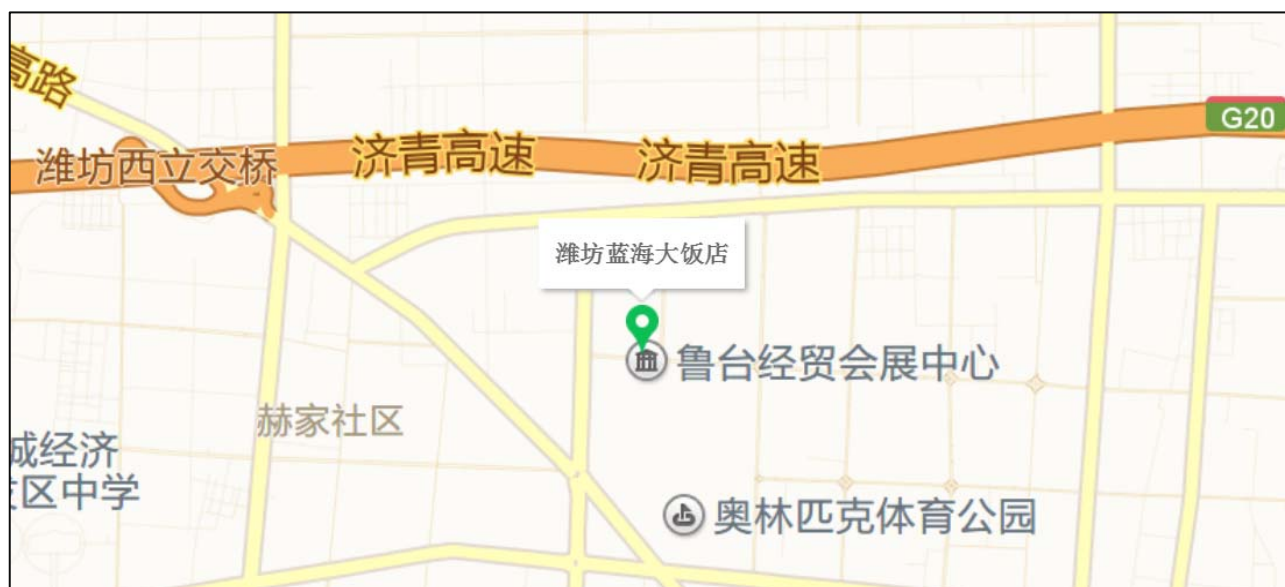 高路
G20
济青高速
济青高速
潍坊西立交桥
潍坊蓝海大饭店
鲁台经贸会展中心
赫家社区
城经济
区中学
奥林匹克体育公园